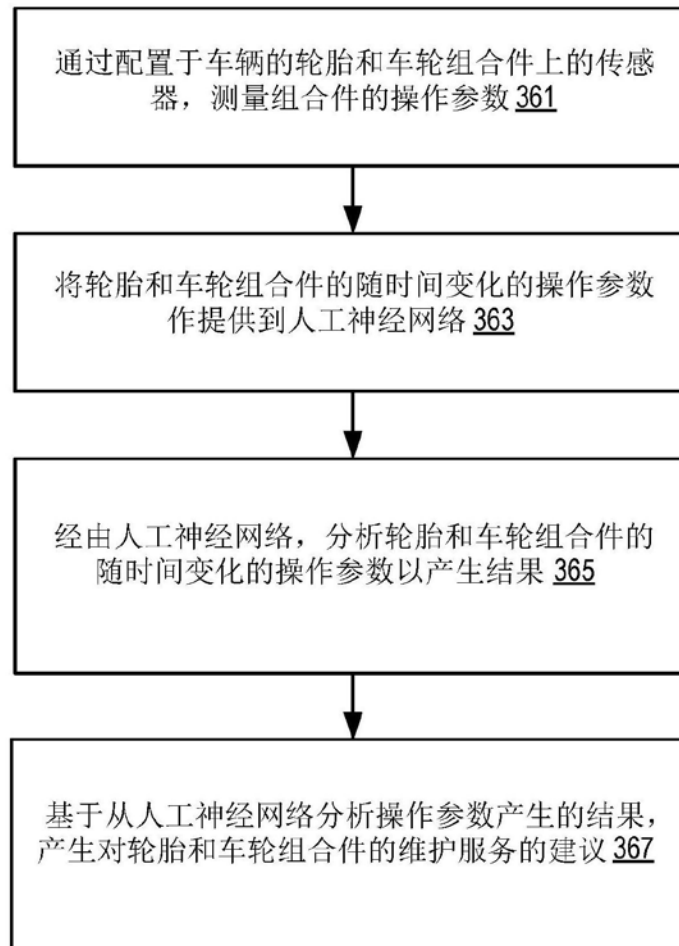 通过配置于车辆的轮胎和车轮组合件上的传感
器，测量组合件的操作参数 361
将轮胎和车轮组合件的随时间变化的操作参数
作提供到人工神经网络 363
经由人工神经网络，分析轮胎和车轮组合件的
随时间变化的操作参数以产生结果 365
基于从人工神经网络分析操作参数产生的结果，
产生对轮胎和车轮组合件的维护服务的建议 367